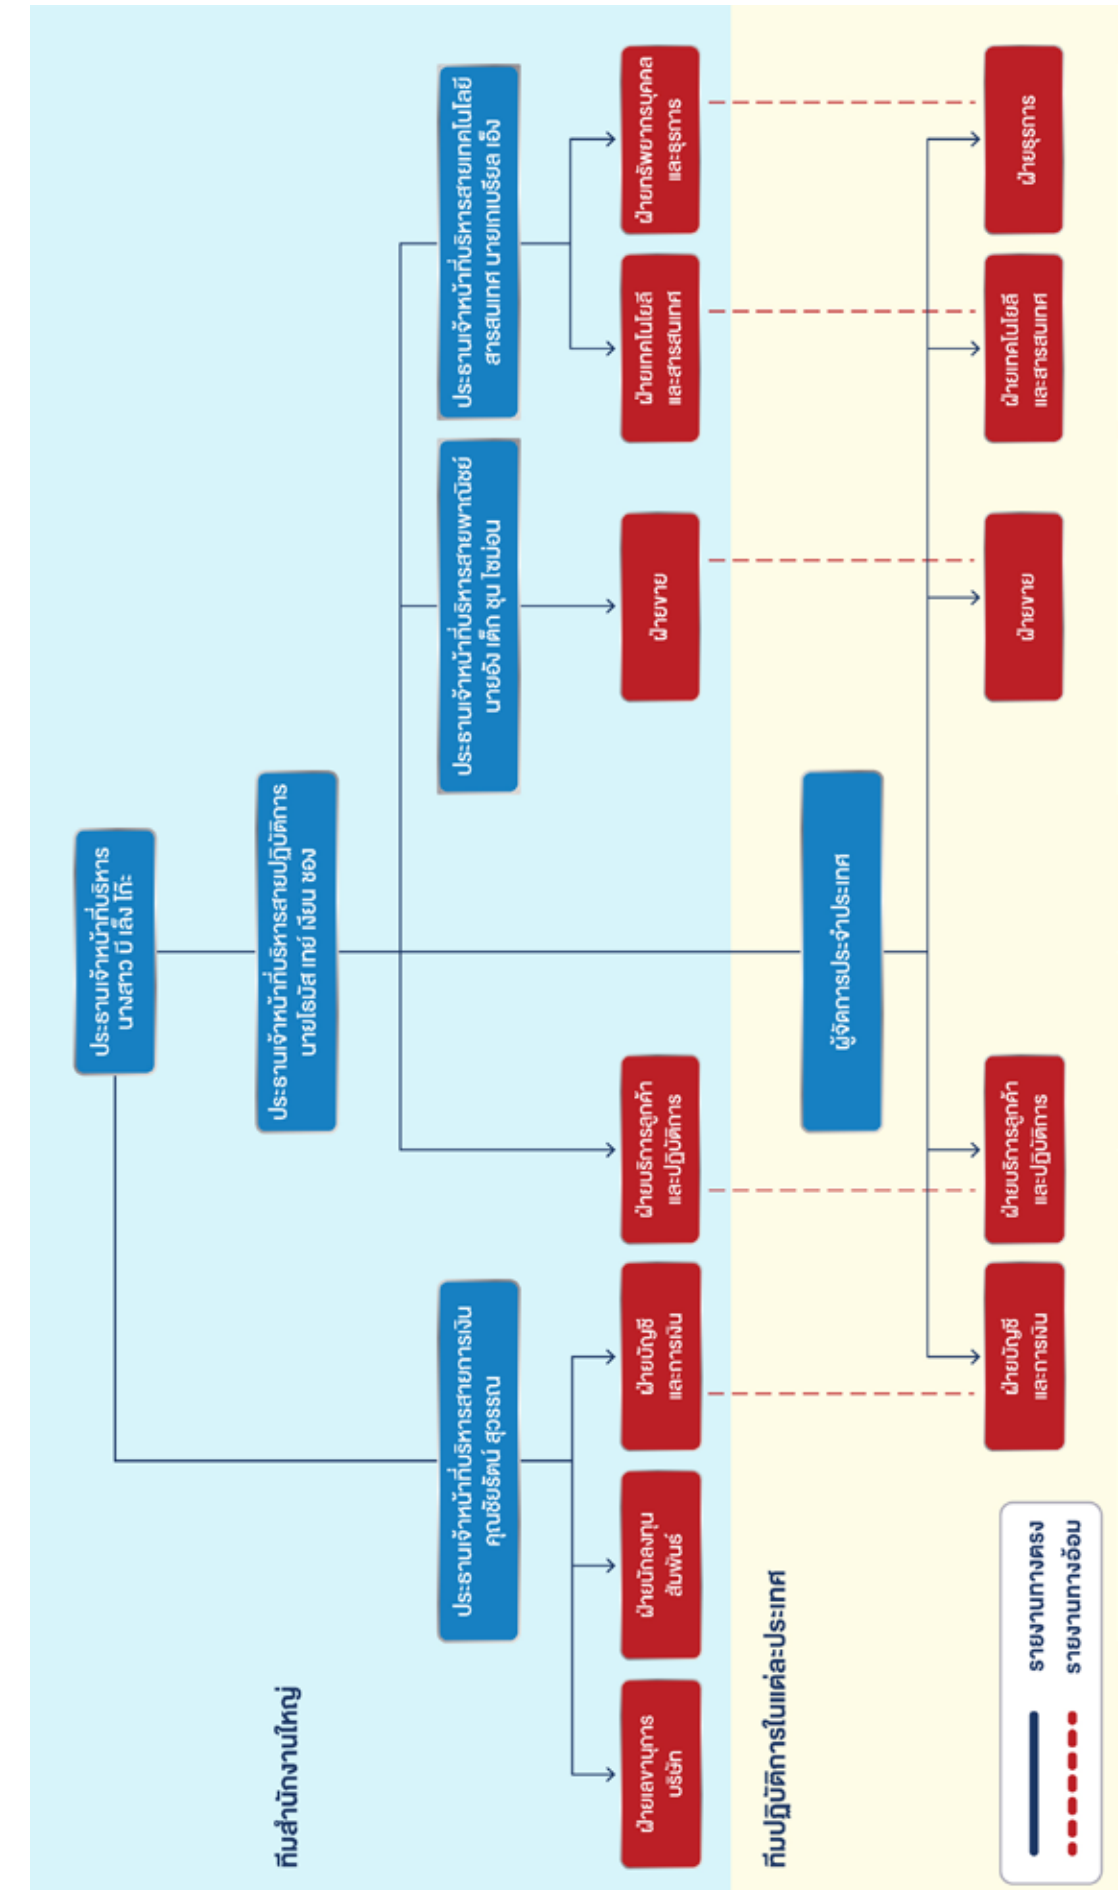 ประธานเจ้าหน้าที่บริหาร
นางสาว บี เล็ง โก๊ะ
ประธานเจ้าหน้าที่บริหารสายปฏิบัติการ
นายโธมัส เทย์ เงียน ชอง
ทีมสำนักงานใหญ่
ประธานเจ้าหน้าที่บริหารสายการเงิน
คุณชัยรัตน์ สุวรรณ
ประธานเจ้าหน้าที่บริหารสายพาณิชย์
นายอัง เต็ก ชุน ไซม่อน
ประธานเจ้าหน้าที่บริหารสายเทคโนโลยี
สารสนเทศ นายเกเบรียล เอ็ง
ฝ่ายเลขานุการ
บริษัท
ฝ่ายนักลงทุน
สัมพันธ์
ฝ่ายบัญชี
และการเงิน
ฝ่ายบริการลูกค้า
และปฏิบัติการ
ฝ่ายขาย
ฝ่ายเทคโนโยลี
และสารสนเทศ
ฝ่ายทรัพยากรบุคคล
และธุรการ
ทีมปฏิบัติการในแต่ละประเทศ
ผู้จัดการประจำประเทศ
ฝ่ายบัญชี
และการเงิน
ฝ่ายบริการลูกค้า
และปฏิบัติการ
ฝ่ายขาย
ฝ่ายเทคโนโยลี
และสารสนเทศ
ฝ่ายธุรการ
รายงานทางตรง
รายงานทางอ้อม